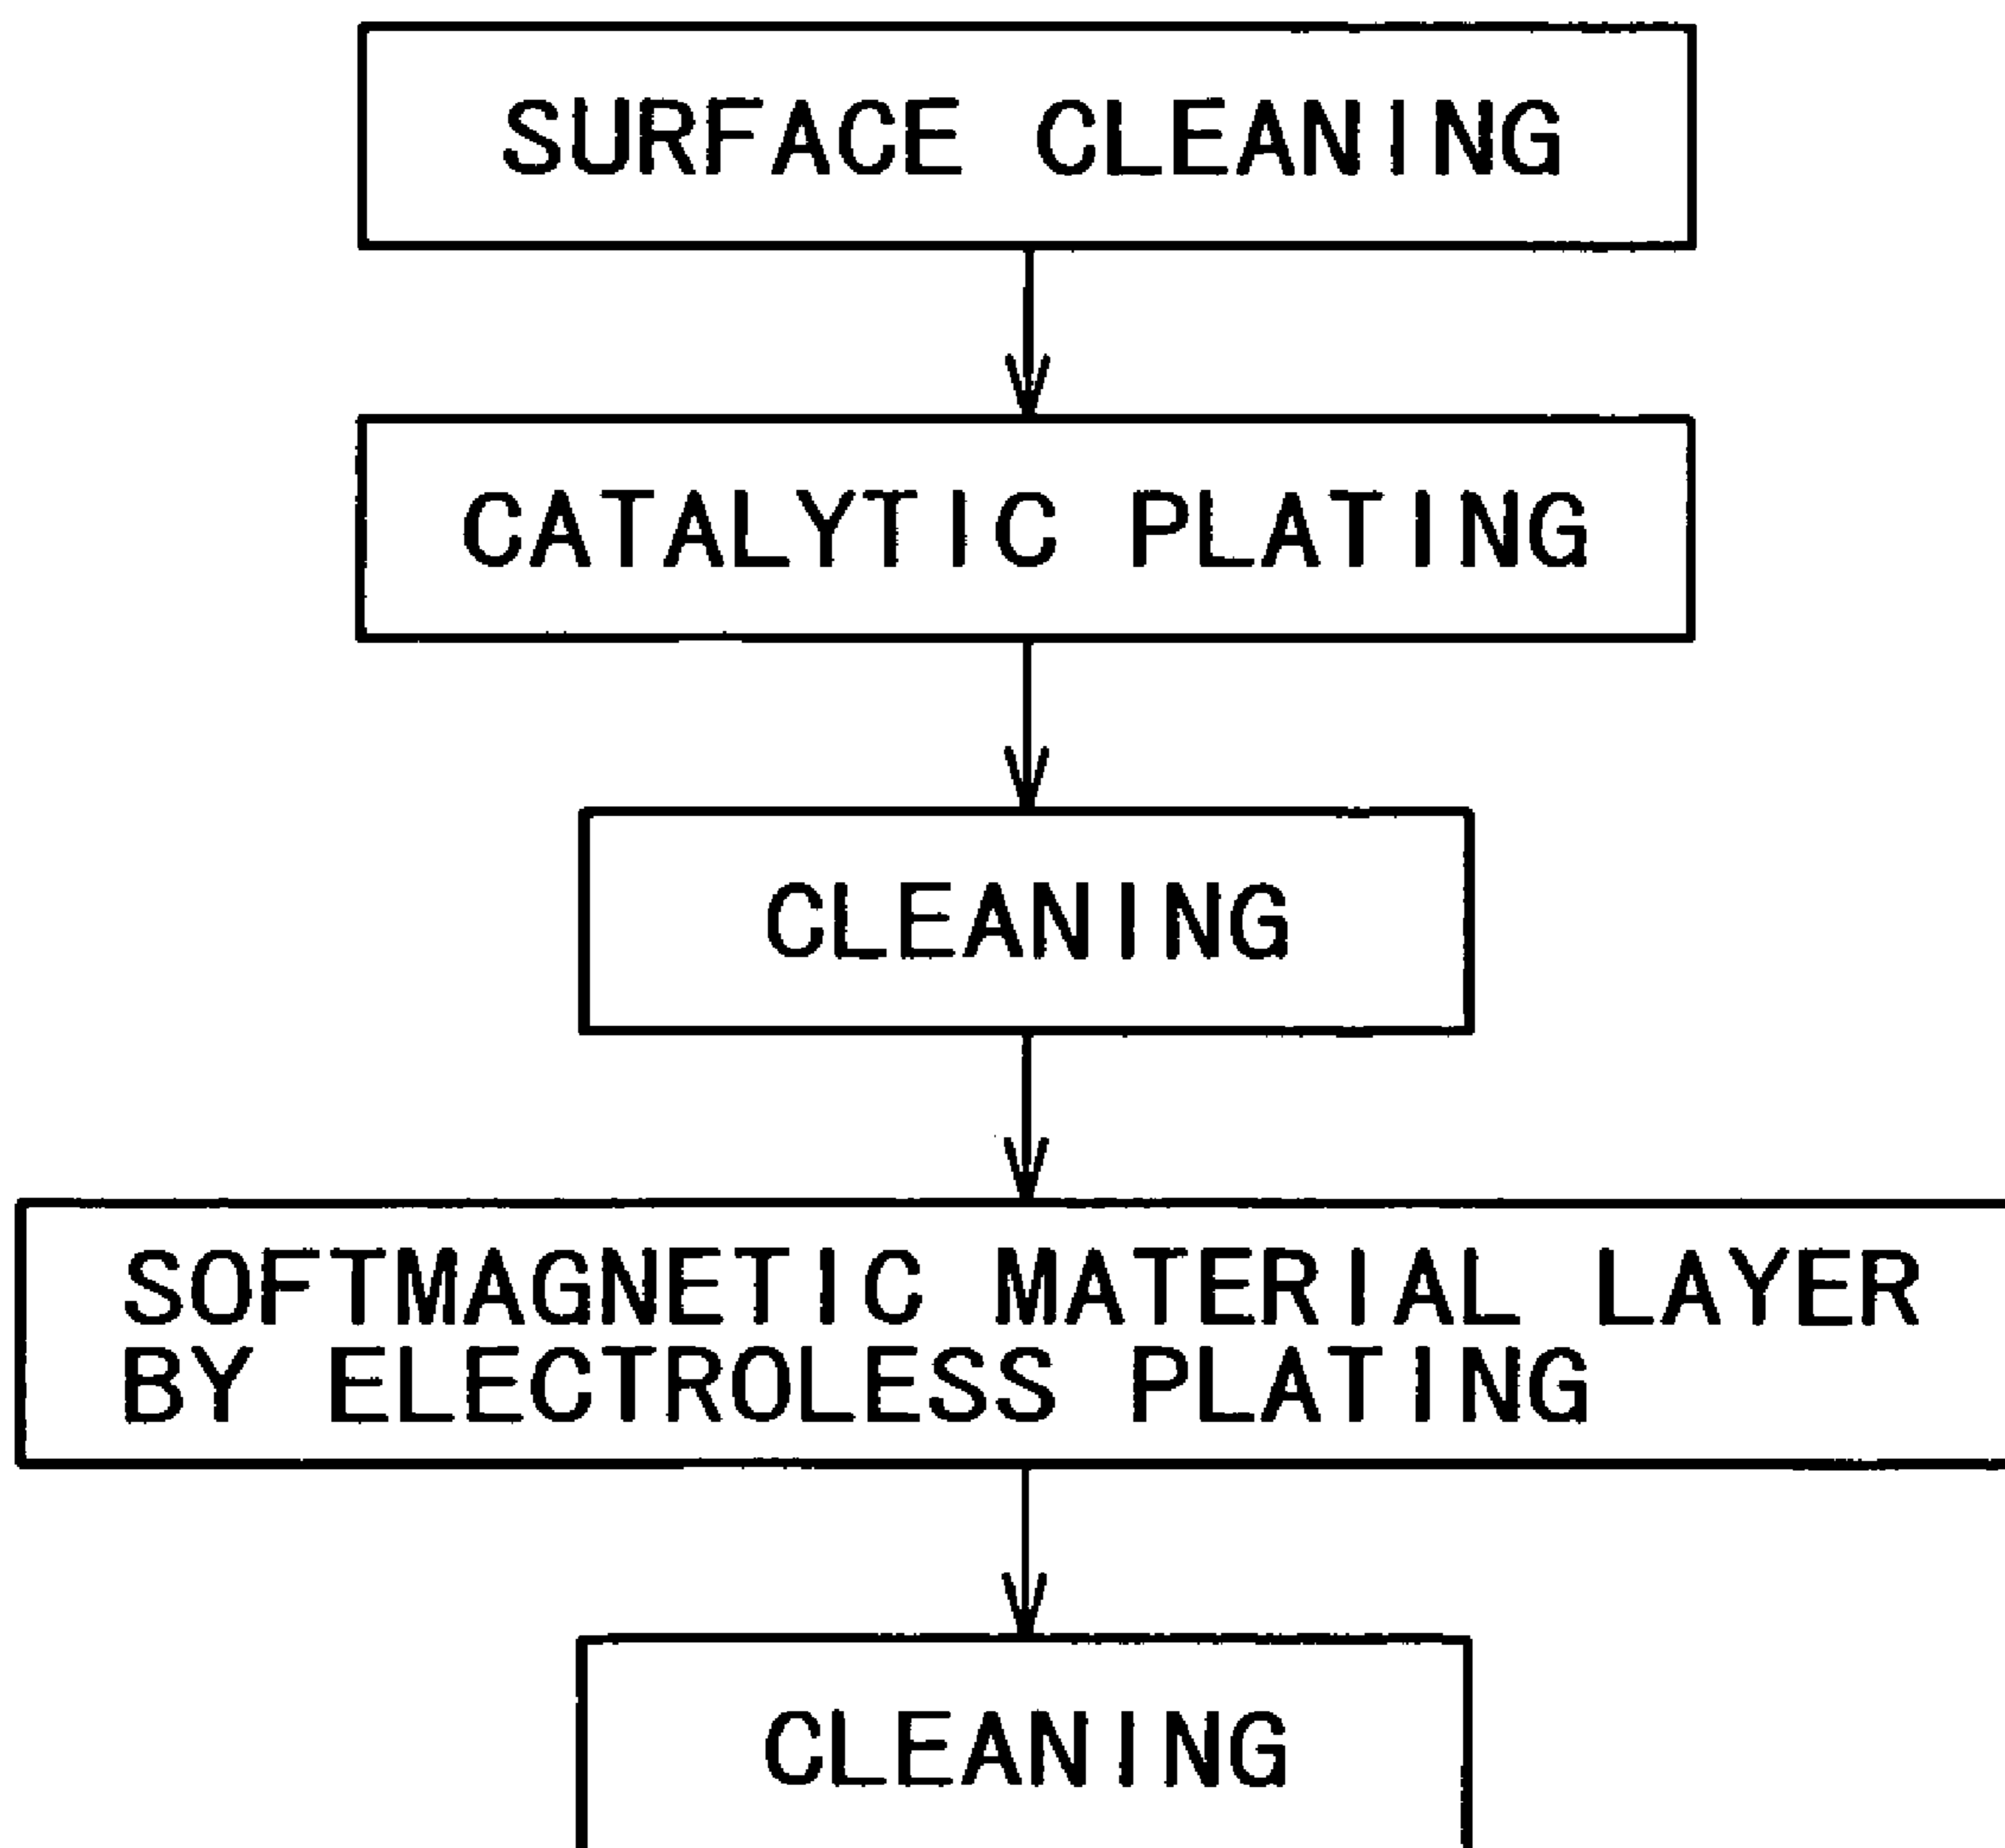 SURFACE CLEANING
CATALYTIC PLATING
CLEANING
SOFTMAGNETIC MATERIAL LAYER
BY ELECTROLESS PLATING
CLEANING